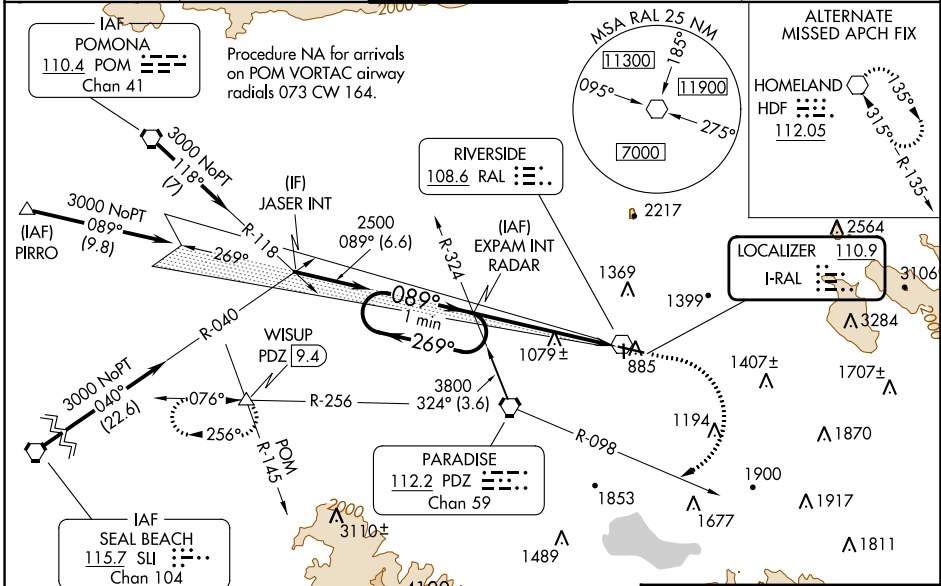 2000
IAF
POMONA
110.4 POM
Chan 41
Procedure NA for arrivals
on POM VORTAC airway
radials 073 CW 164.
MSA RAL 25 NM
11300
185°
095°
11900
275°
7000
ALTERNATE
MISSED APCH FIX
HOMELAND
HDF
112.05
135°
315°
R-135
RIVERSIDE
108.6 RAL
3000 NoPT
118°
(7)
3000 NoPT
089°
(9.8)
(IAF)
PIRRO
(IF)
JASER INT
R-118
269°
2500
089° (6.6)
R-324
(IAF)
EXPAM INT
RADAR
2217
2564
LOCALIZER 110.9
I-RAL
3106
2000
3284
1369
1399
089°
1 min
269°
1079±
885
1407±
1707±
R-040
WISUP
PDZ 9.4
3000 NoPT
040°
(22.6)
076°
256°
R-256
3800
324° (3.6)
POM
R-145
R-098
1194
1870
PARADISE
112.2 PDZ
Chan 59
1853
1900
1677
1917
1811
1489
3110±
2000
IAF
SEAL BEACH
115.7 SLI
Chan 104